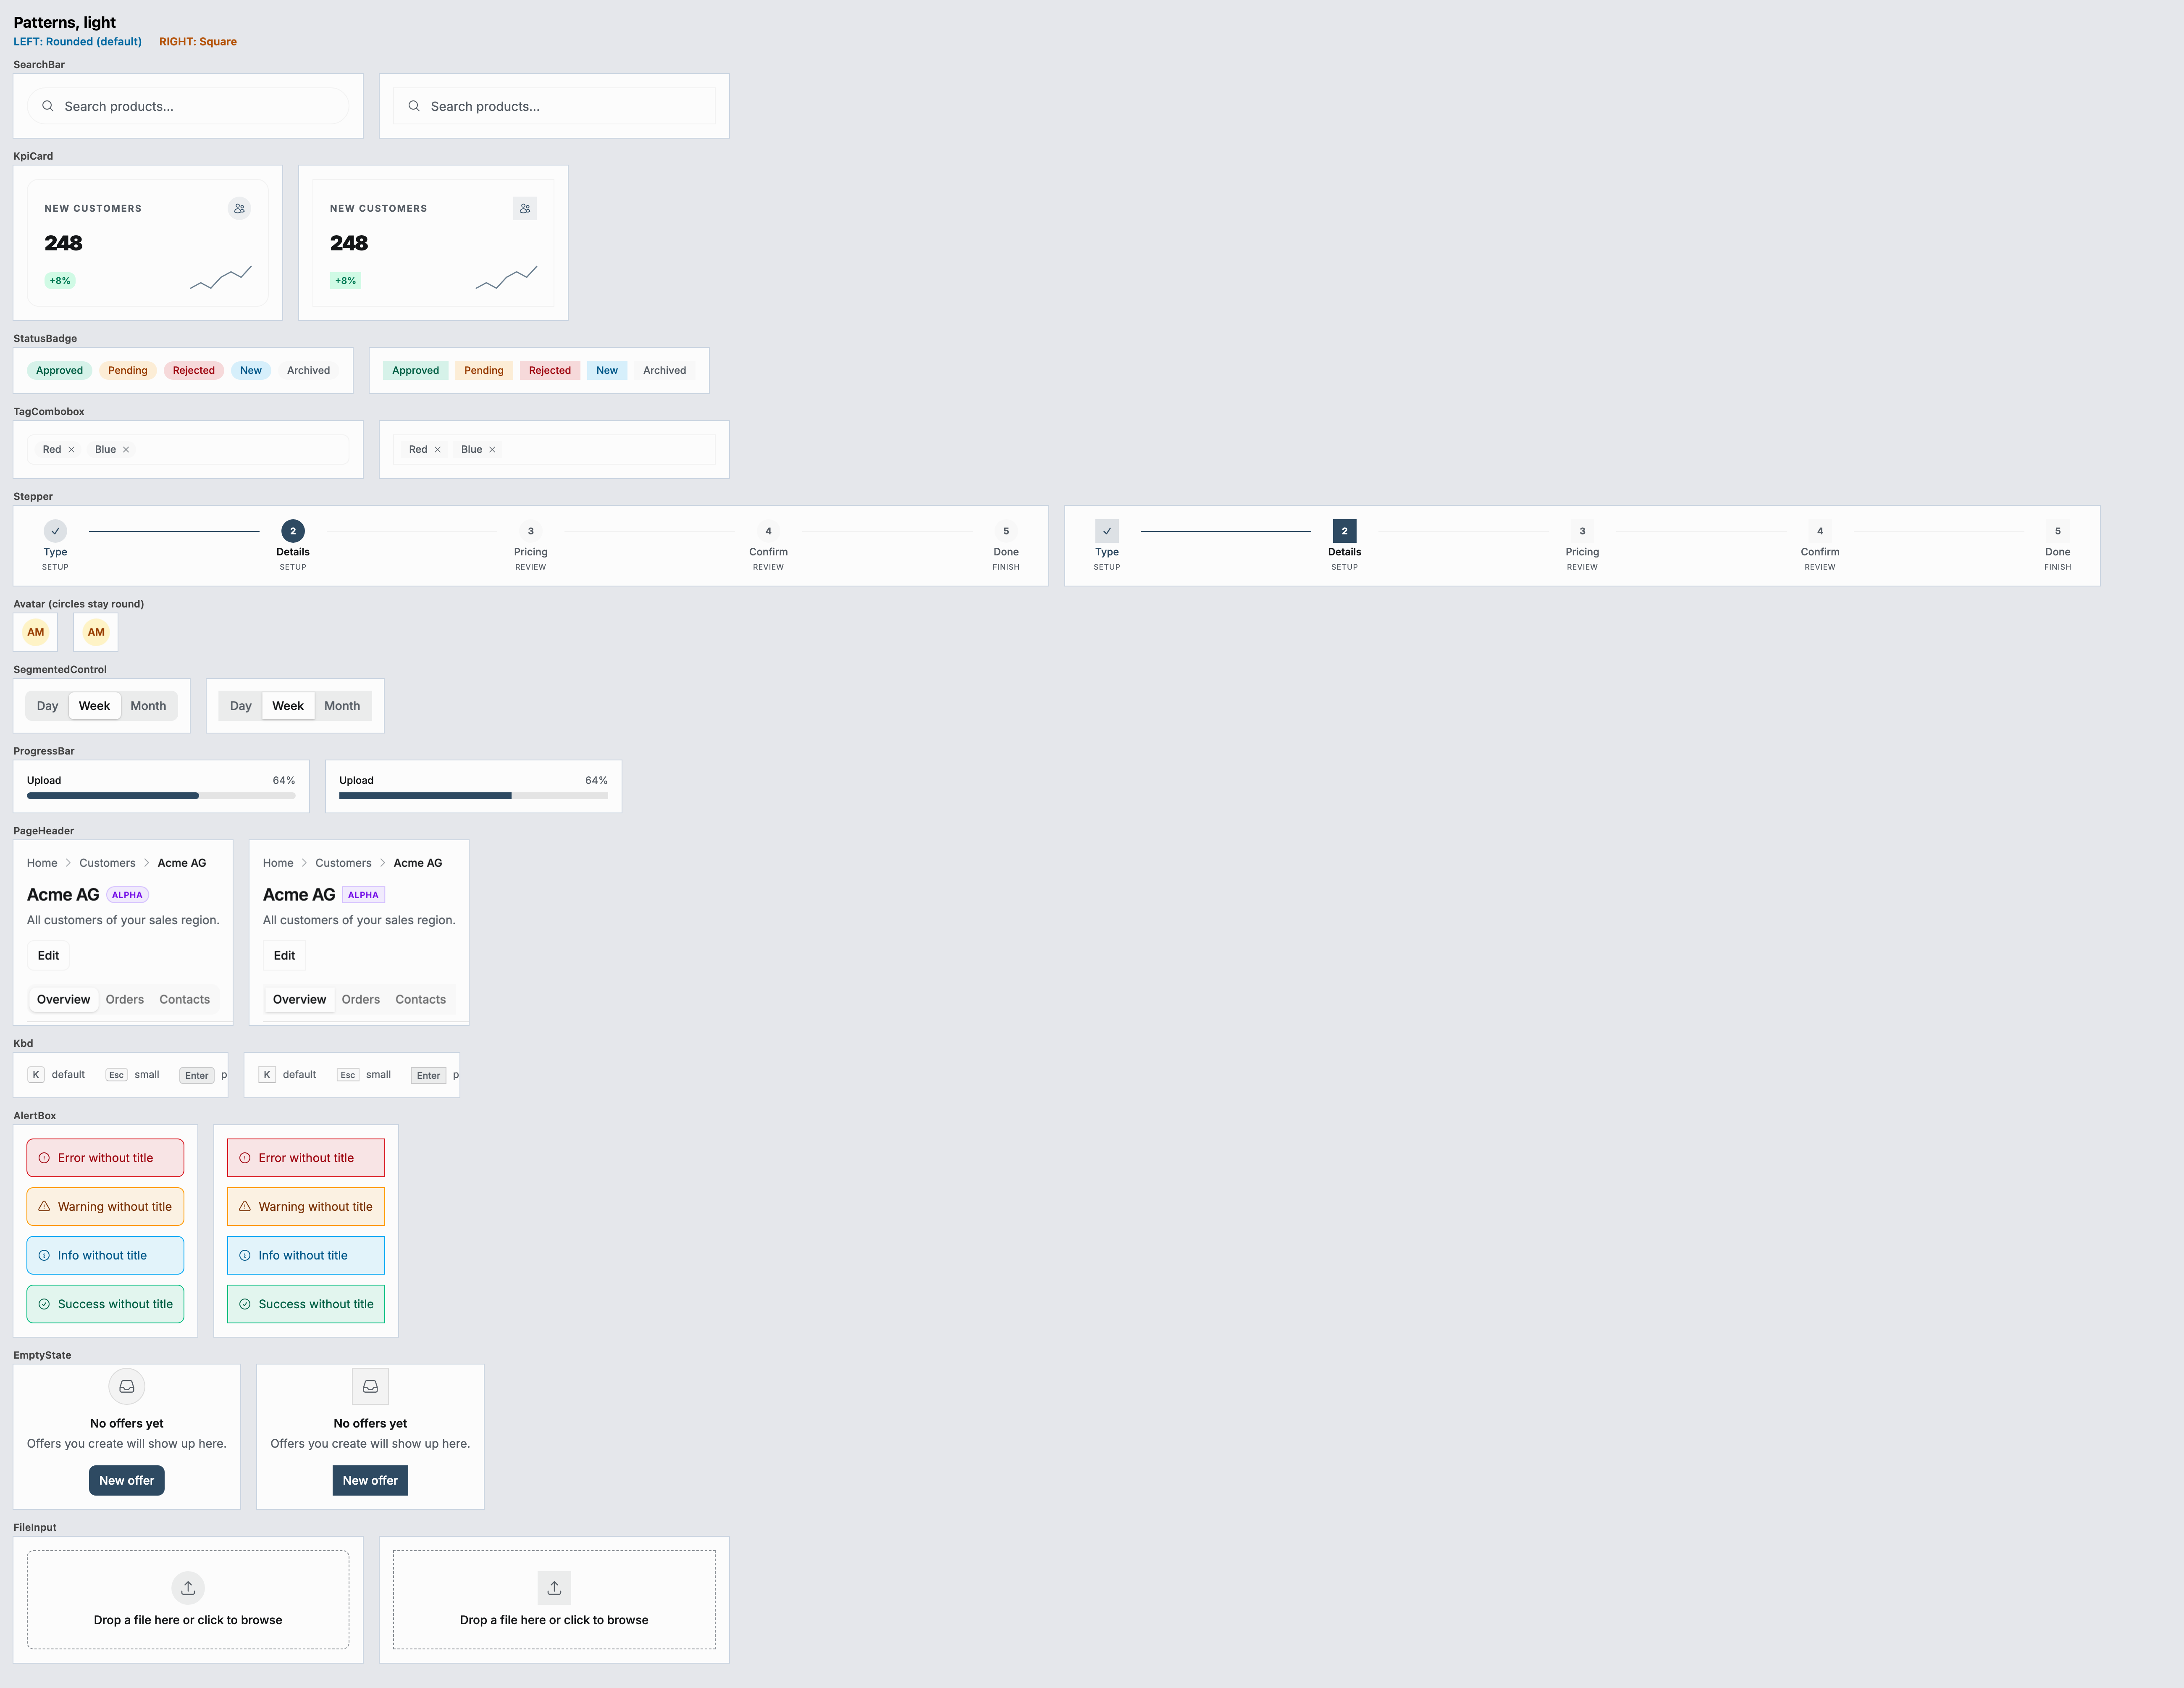 Patterns, light
LEFT: Rounded (default) RIGHT: Square
SearchBar
Search products... Search products...
KpiCard
NEW CUSTOMERS NEW CUSTOMERS
248 248
+8% +8%
StatusBadge
Approved Pending Rejected New Archived Approved Pending Rejected New Archived
TagCombobox
Red Blue Red Blue
Stepper
2 3 4 5 2 3 4 5
Type Details Pricing Confirm Done Type Details Pricing Confirm Done
SETUP SETUP REVIEW REVIEW FINISH SETUP SETUP REVIEW REVIEW FINISH
Avatar (circles stay round)
AM AM
SegmentedControl
Day Week Month Day Week Month
ProgressBar
Upload 64% Upload 64%
PageHeader
Home Customers Acme AG Home Customers Acme AG
Acme AG ALPHA Acme AG ALPHA
All customers of your sales region. All customers of your sales region.
Edit Edit
Overview Orders Contacts Overview Orders Contacts
Kbd
K default Esc small Enter p K default Esc small Enter p
AlertBox
Error without title Error without title
Warning without title Warning without title
Info without title Info without title
Success without title Success without title
EmptyState
No offers yet No offers yet
Offers you create will show up here. Offers you create will show up here.
New offer New offer
FileInput
Drop a file here or click to browse Drop a file here or click to browse